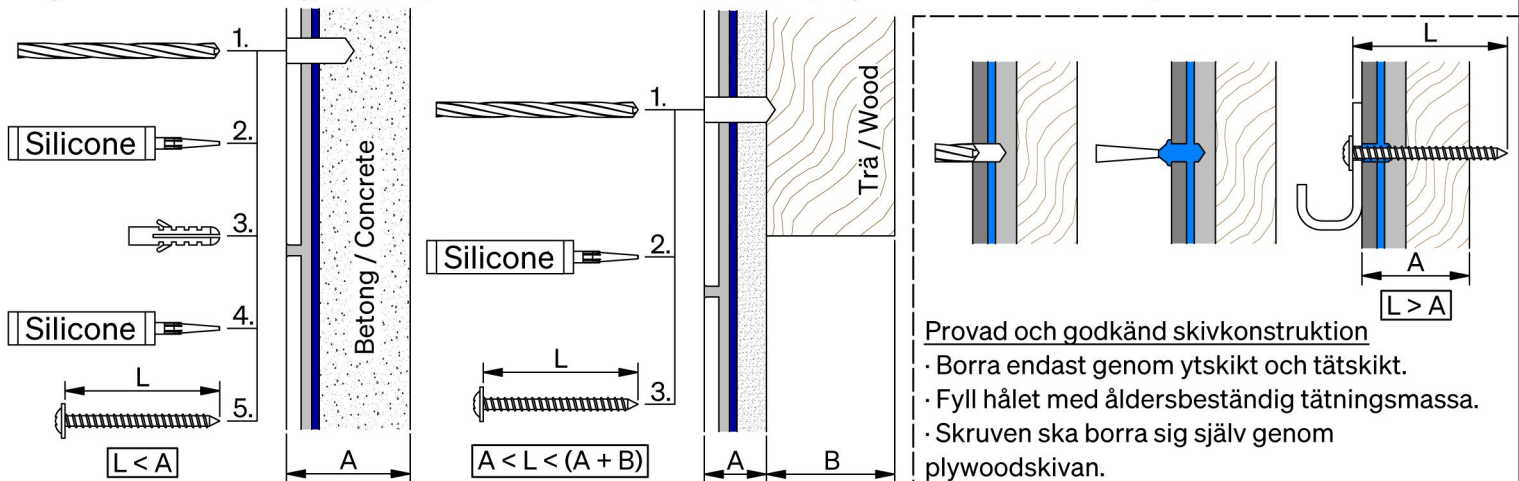 1.
Silicone
2.
3.
Silicone
4.
L
5.
L < A
Betong / Concrete
A
1.
Silicone
2.
L
3.
A < L < (A + B)
Trä / Wood
A
B
L
A
L > A
Provad och godkänd skivkonstruktion
· Borra endast genom ytskikt och tätskikt.
· Fyll hålet med åldersbeständig tätningsmassa.
· Skruven ska borra sig själv genom
plywoodskivan.